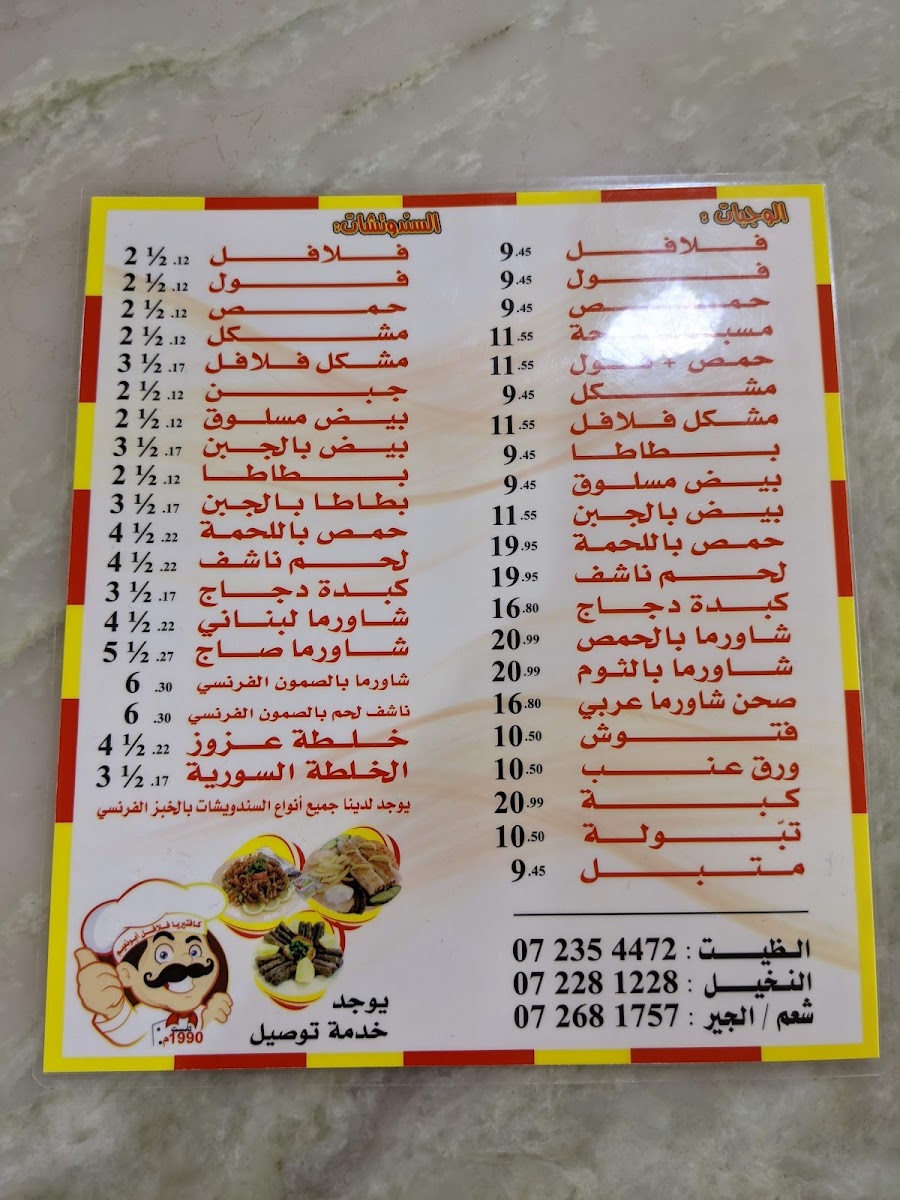 الوجبات :
فلافل 9.45
فول 9.45
حمص 9.45
مسبحة 11.55
حمص + فول 11.55
مشكل 9.45
مشكل فلافل 11.55
بطاطا 9.45
بيض مسلوق 9.45
بيض بالجبن 11.55
حمص باللحمة 19.95
لحم ناشف 19.95
كبدة دجاج 16.80
شاورما بالحمص 20.99
شاورما بالثوم 20.99
صحن شاورما عربي 16.80
فتوش 10.50
ورق عنب 10.50
كبة 20.99
تبّولة 10.50
متبل 9.45
الظيت : 07 235 4472
النخيل : 07 228 1228
شعم / الجير : 07 268 1757
السندوتشات:
فلافل 2 ½ .12
فول 2 ½ .12
حمص 2 ½ .12
مشكل 2 ½ .12
مشكل فلافل 3 ½ .17
جبن 2 ½ .12
بيض مسلوق 2 ½ .12
بيض بالجبن 3 ½ .17
بطاطا 2 ½ .12
بطاطا بالجبن 3 ½ .17
حمص باللحمة 4 ½ .22
لحم ناشف 4 ½ .22
كبدة دجاج 3 ½ .17
شاورما لبناني 4 ½ .22
شاورما صاج 5 ½ .27
شاورما بالصمون الفرنسي 6 .30
ناشف لحم بالصمون الفرنسي 6 .30
خلطة عزوز 4 ½ .22
الخلطة السورية 3 ½ .17
يوجد لدينا جميع أنواع السندويشات بالخبز الفرنسي
كافتيريا فلافل
1990م
يوجد
خدمة توصيل